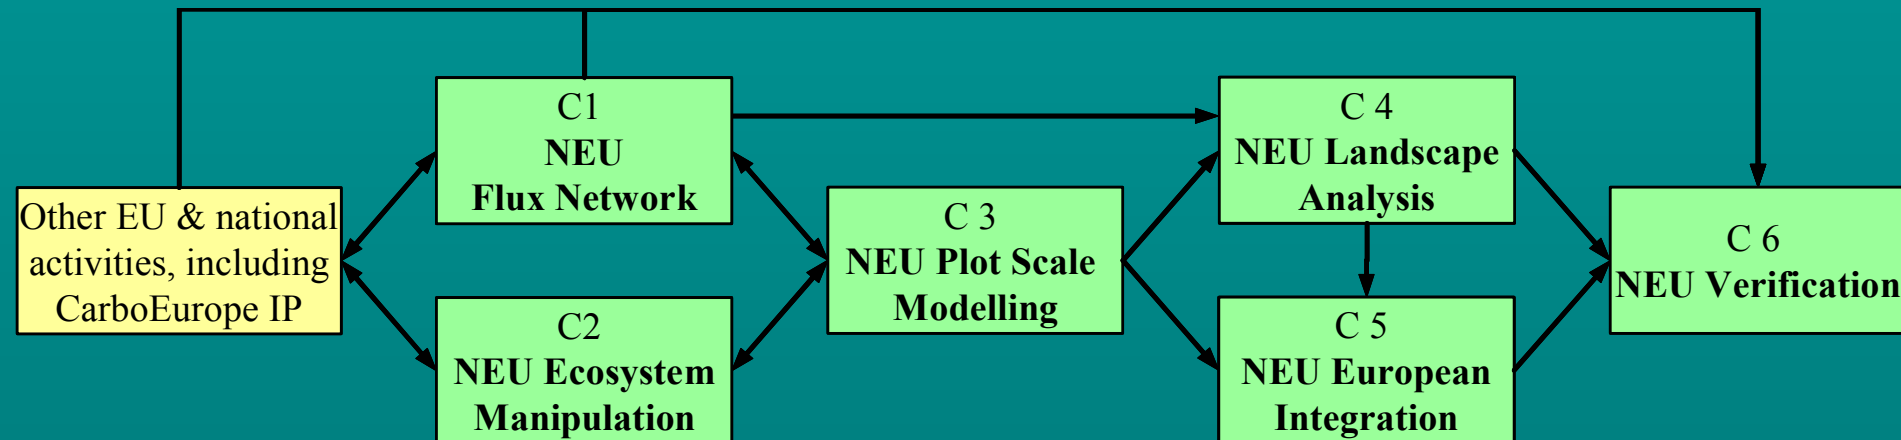 Other EU & national
activities, including
CarboEurope IP
C1
NEU
Flux Network
C2
NEU Ecosystem
Manipulation
C 3
NEU Plot Scale
Modelling
C 4
NEU Landscape
Analysis
C 5
NEU European
Integration
C 6
NEU Verification